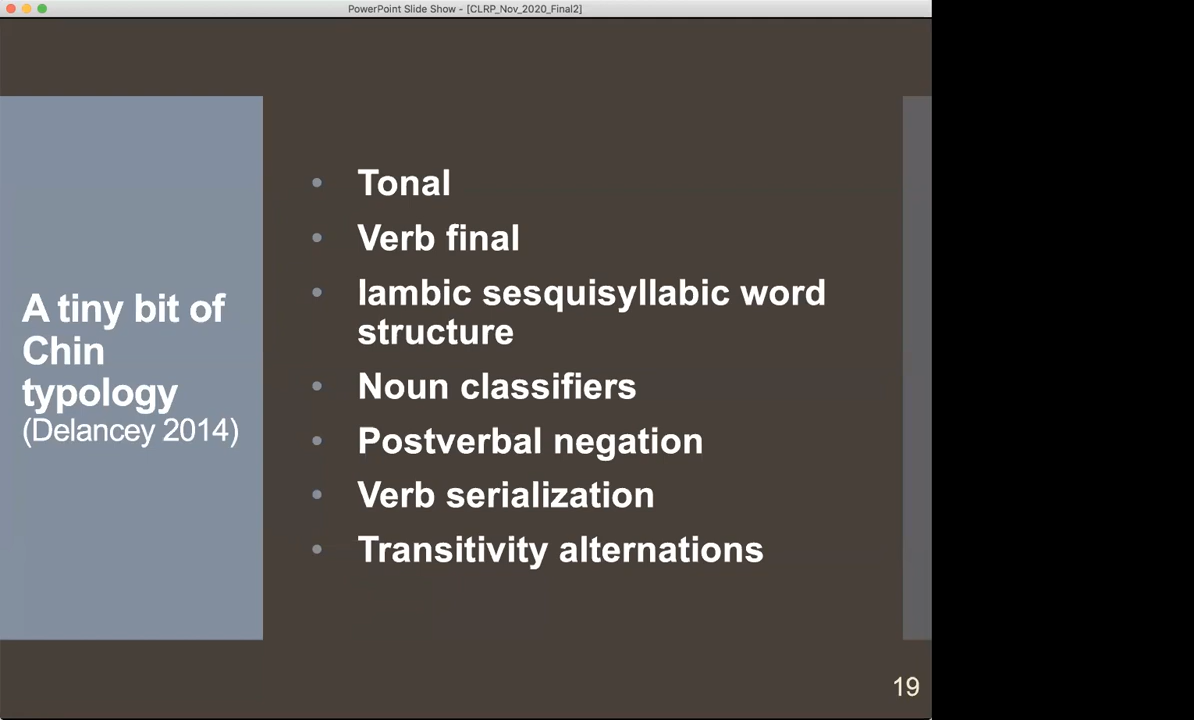 PowerPoint Slide Show - [CLRP_Nov_2020_Final2]
A tiny bit of
Chin
typology
(Delancey 2014)
• Tonal
• Verb final
• Iambic sesquisyllabic word
structure
• Noun classifiers
• Postverbal negation
• Verb serialization
• Transitivity alternations
19